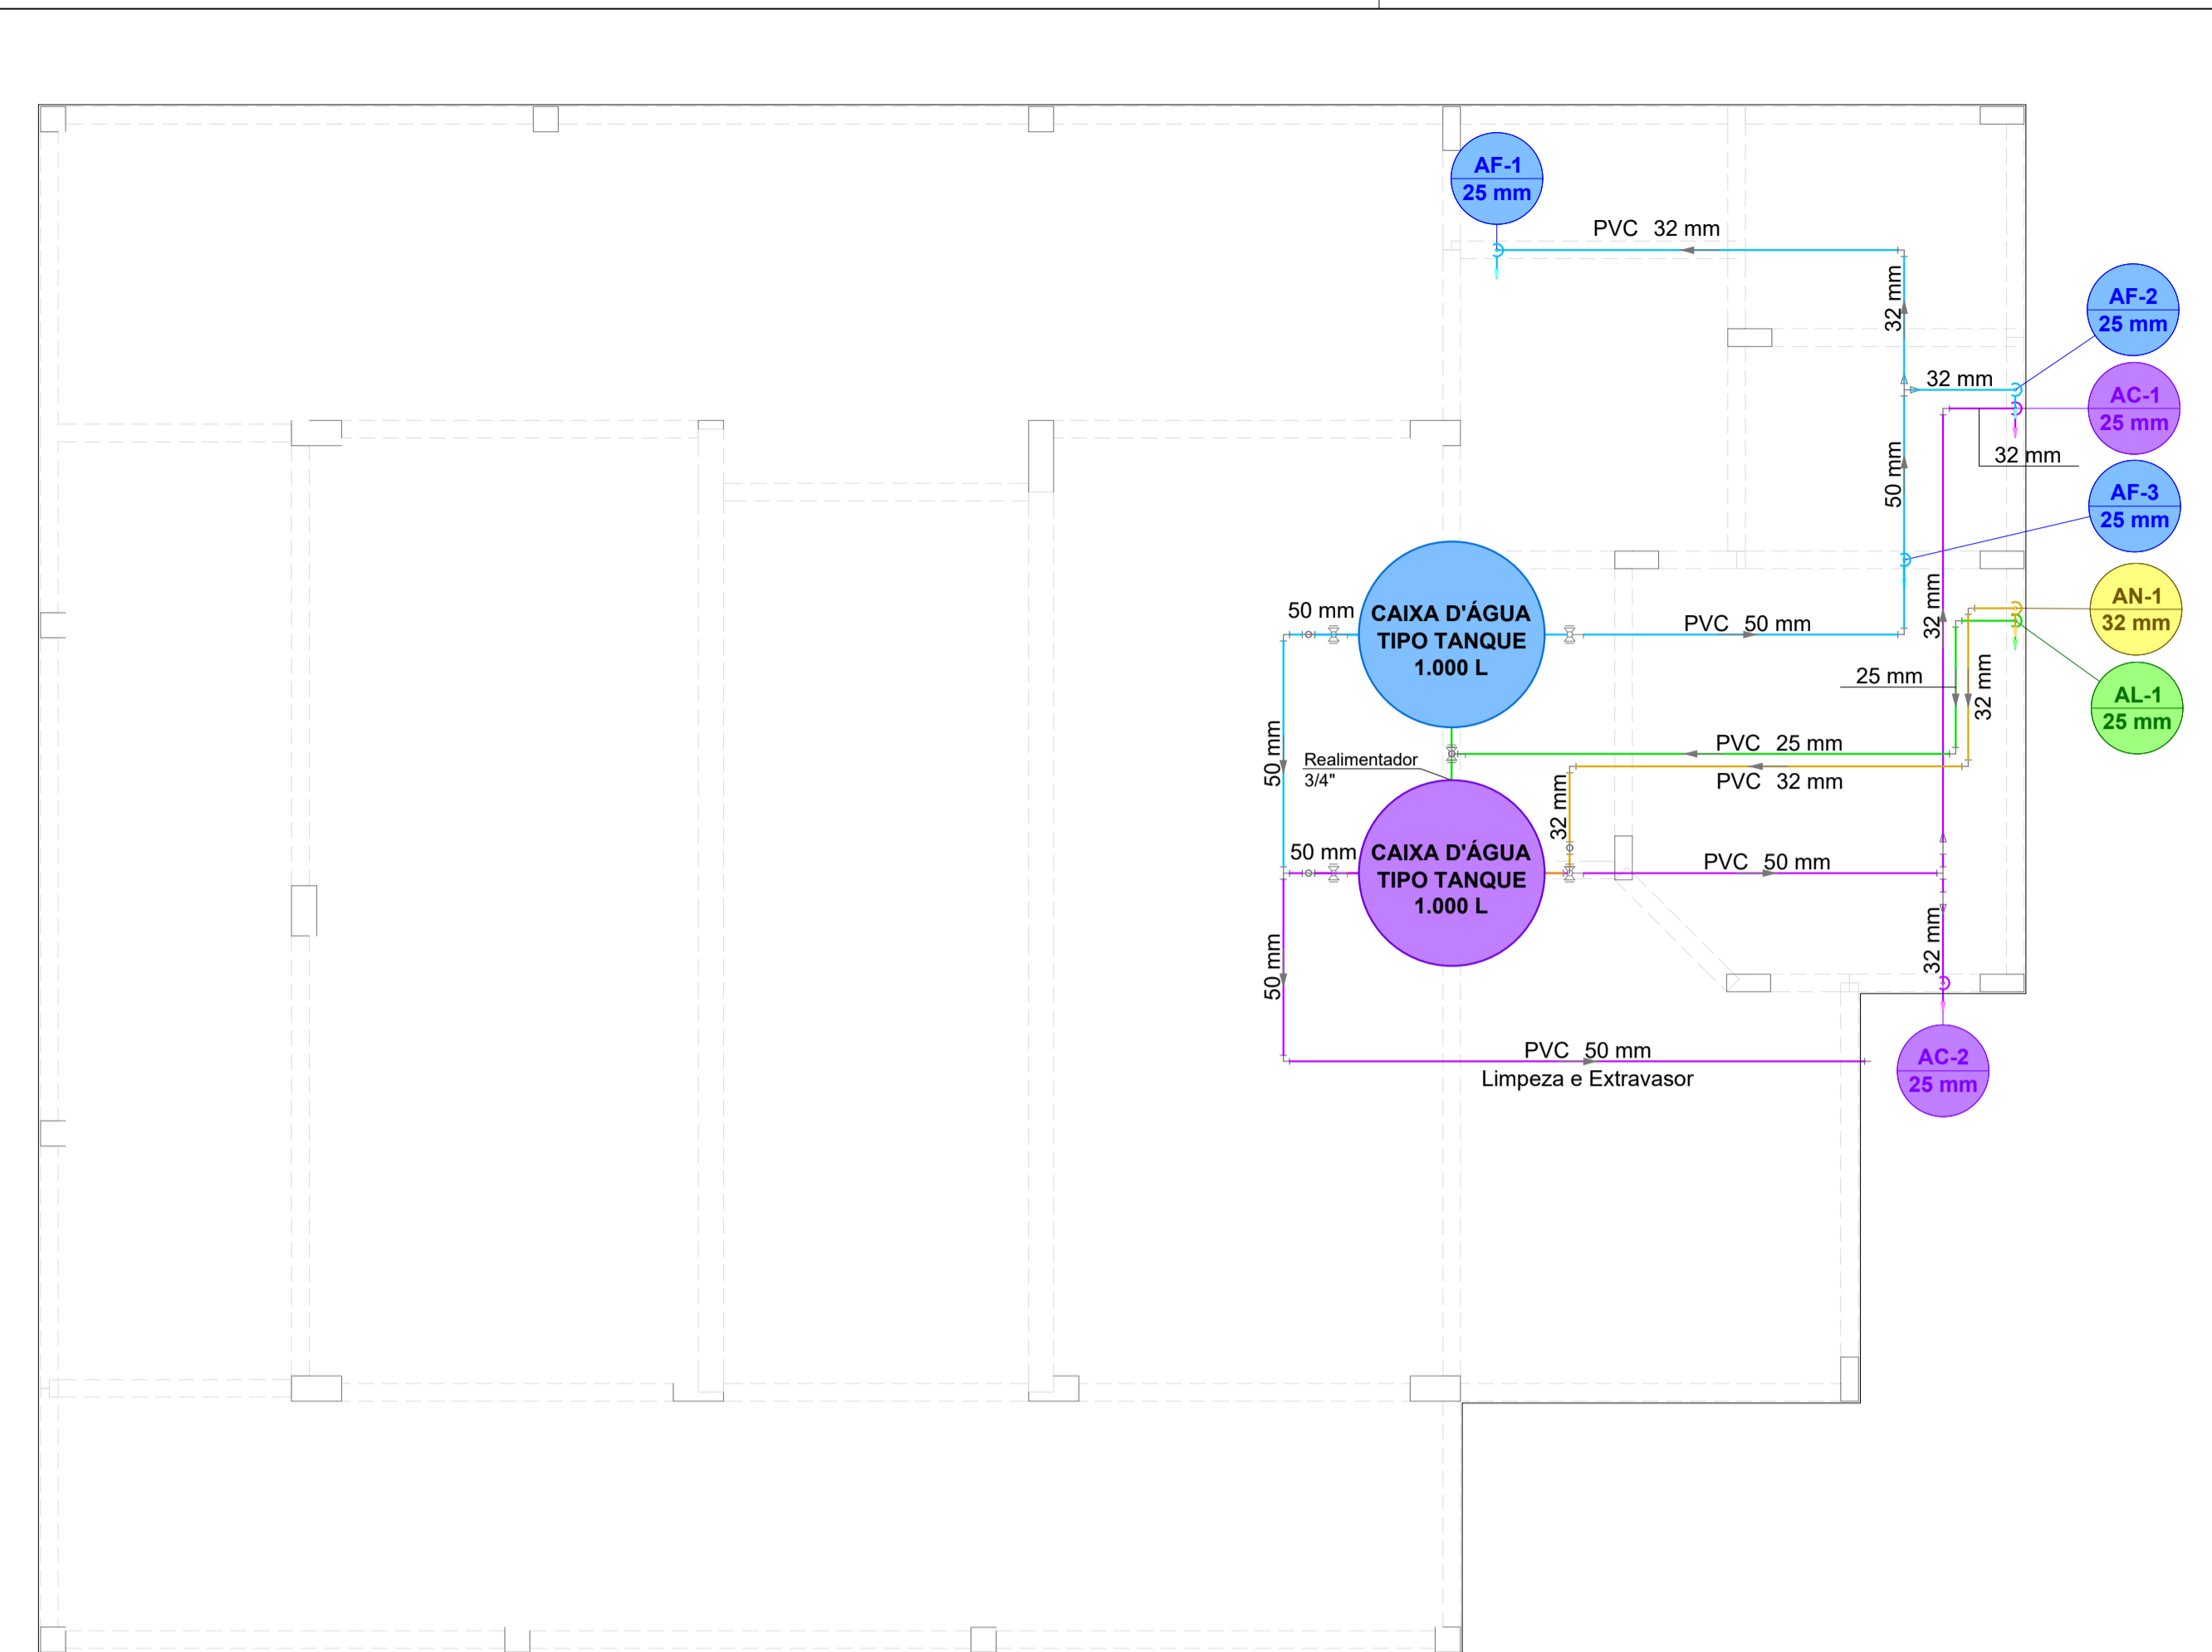 AF-1
25 mm
PVC 32 mm
32 mm
AF-2
25 mm
32 mm
AC-1
25 mm
32 mm
50 mm
AF-3
25 mm
50 mm
CAIXA D'ÁGUA
TIPO TANQUE
1.000 L
PVC 50 mm
32 mm
AN-1
32 mm
25 mm
32 mm
AL-1
25 mm
50 mm
Realimentador
3/4"
PVC 25 mm
PVC 32 mm
32 mm
50 mm
CAIXA D'ÁGUA
TIPO TANQUE
1.000 L
PVC 50 mm
32 mm
50 mm
PVC 50 mm
Limpeza e Extravasor
AC-2
25 mm